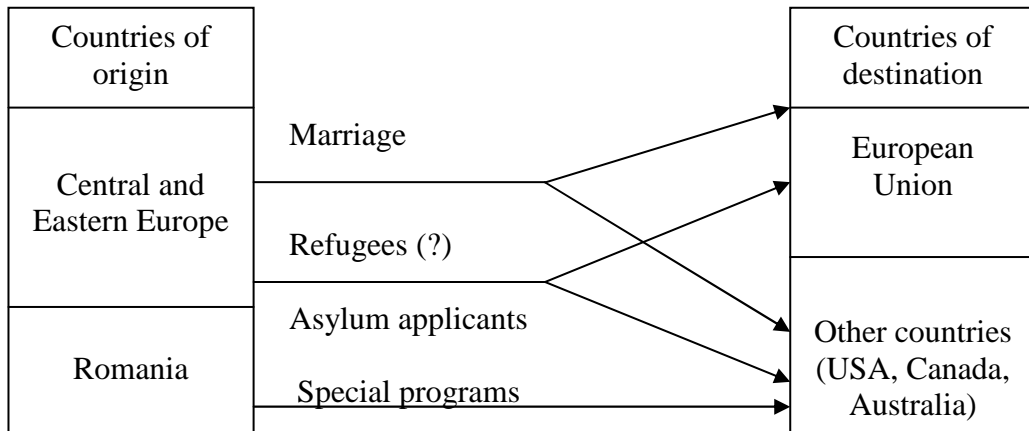 Countries of
origin
Central and
Eastern Europe
Romania
Marriage
Refugees (?)
Asylum applicants
Special programs
Countries of
destination
European
Union
Other countries
(USA, Canada,
Australia)